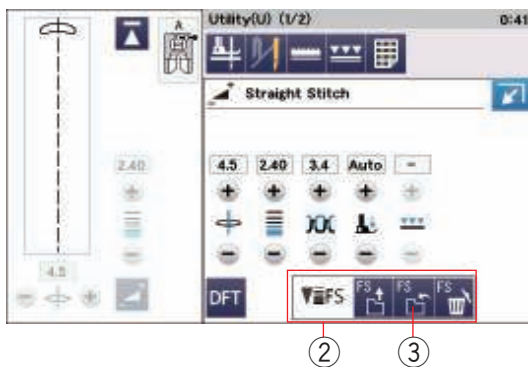 Utility(U) (1/2) 0:41
A
Straight Stitch
2.40
4.5 2.40 3.4 Auto -
4.5
DFT FS FS FS FS
② ③